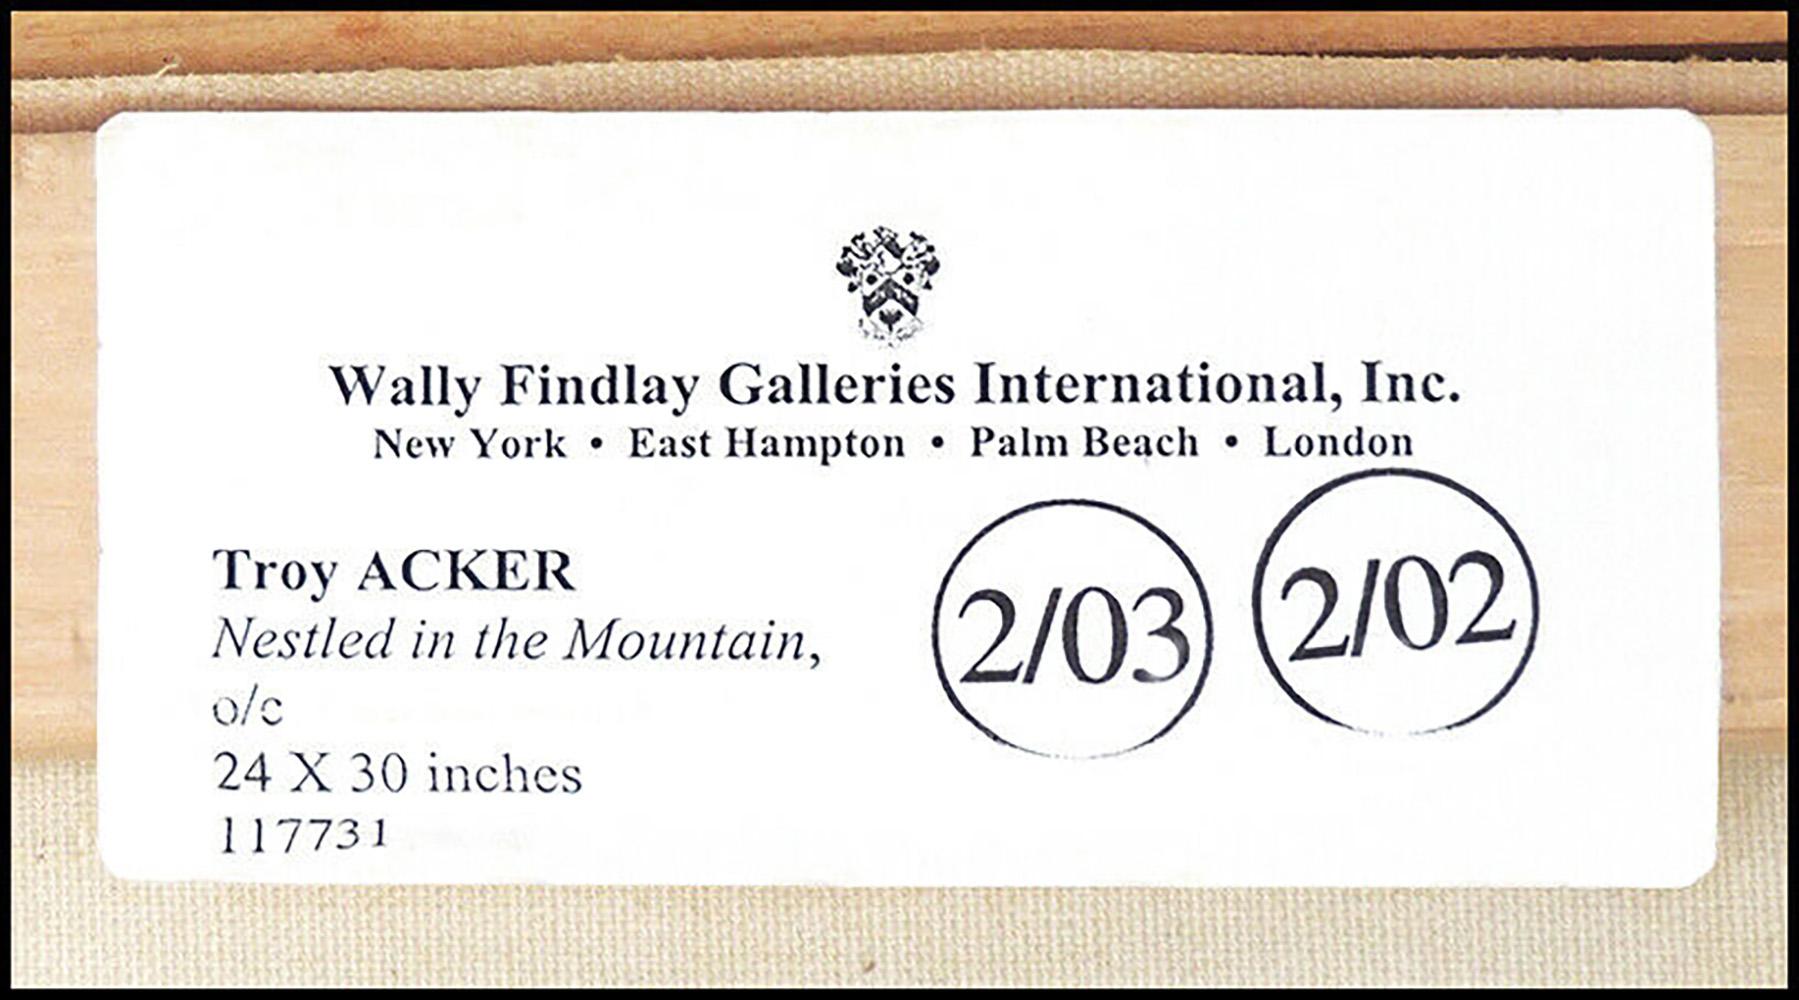 Wally Findlay Galleries International, Inc.
New York • East Hampton • Palm Beach • London
Troy ACKER
Nestled in the Mountain,
o/c
24 X 30 inches
117731
2/03
2/02